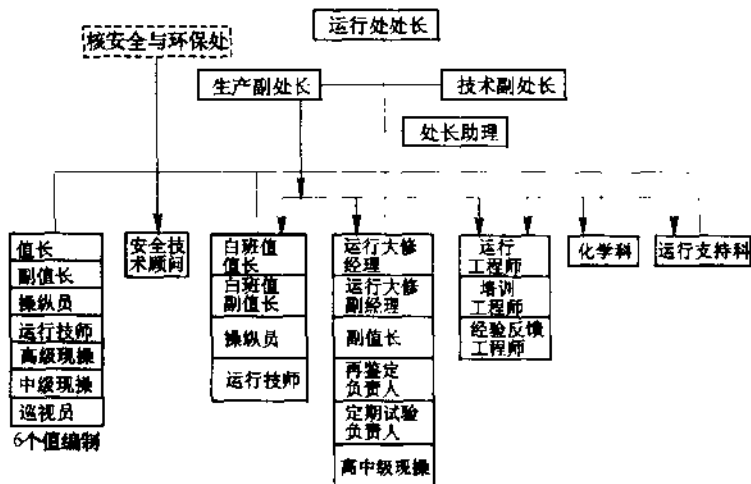 运行处处长
核安全与环保处
生产副处长
技术副处长
处长助理
值长
副值长
操纵员
运行技师
高级现操
中级现操
巡视员
6个值编制
安全技
术顾问
白班值
值长
白班值
副值长
操纵员
运行技师
运行大修
经理
运行大修
副经理
副值长
再鉴定
负责人
定期试验
负责人
高中级现操
运行
工程师
培训
工程师
经验反馈
工程师
化学科
运行支持科